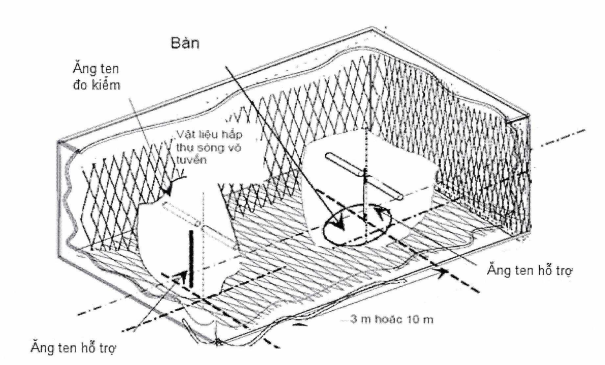 Bàn
Ăng ten
đo kiểm
Vật liệu hấp
thụ sóng vô
tuyến
Ăng ten hỗ trợ
3 m hoặc 10 m
Ăng ten hỗ trợ